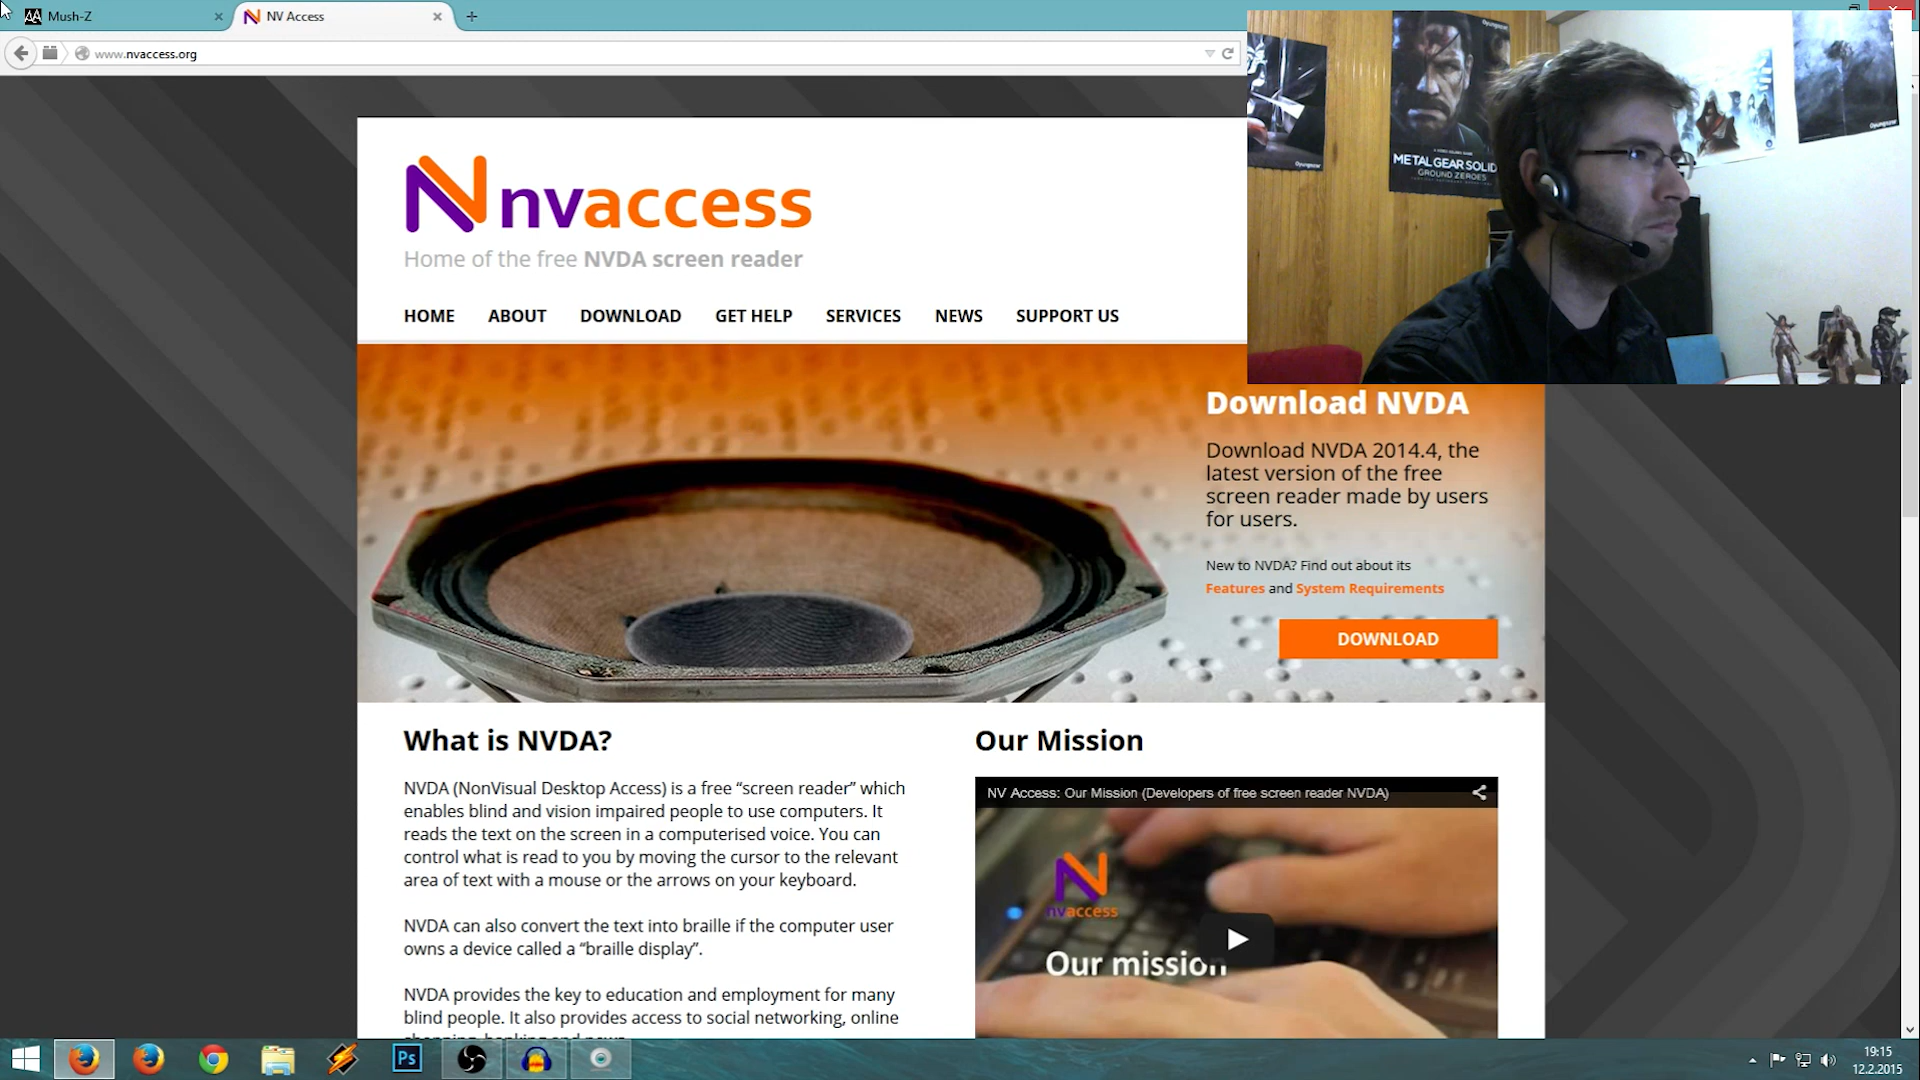 Mush-Z
NV Access
www.nvaccess.org
nvaccess
Home of the free NVDA screen reader
HOME ABOUT DOWNLOAD GET HELP SERVICES NEWS SUPPORT US
METAL GEAR SOLID
GROUND ZEROES
Oyungezer
Oyungezer
Oyungezer
Download NVDA
Download NVDA 2014.4, the
latest version of the free
screen reader made by users
for users.
New to NVDA? Find out about its
Features and System Requirements
DOWNLOAD
What is NVDA?
NVDA (NonVisual Desktop Access) is a free “screen reader” which
enables blind and vision impaired people to use computers. It
reads the text on the screen in a computerised voice. You can
control what is read to you by moving the cursor to the relevant
area of text with a mouse or the arrows on your keyboard.
NVDA can also convert the text into braille if the computer user
owns a device called a “braille display”.
NVDA provides the key to education and employment for many
blind people. It also provides access to social networking, online
Our Mission
NV Access: Our Mission (Developers of free screen reader NVDA)
nvaccess
Our mission
Ps
19:15
12.2.2015